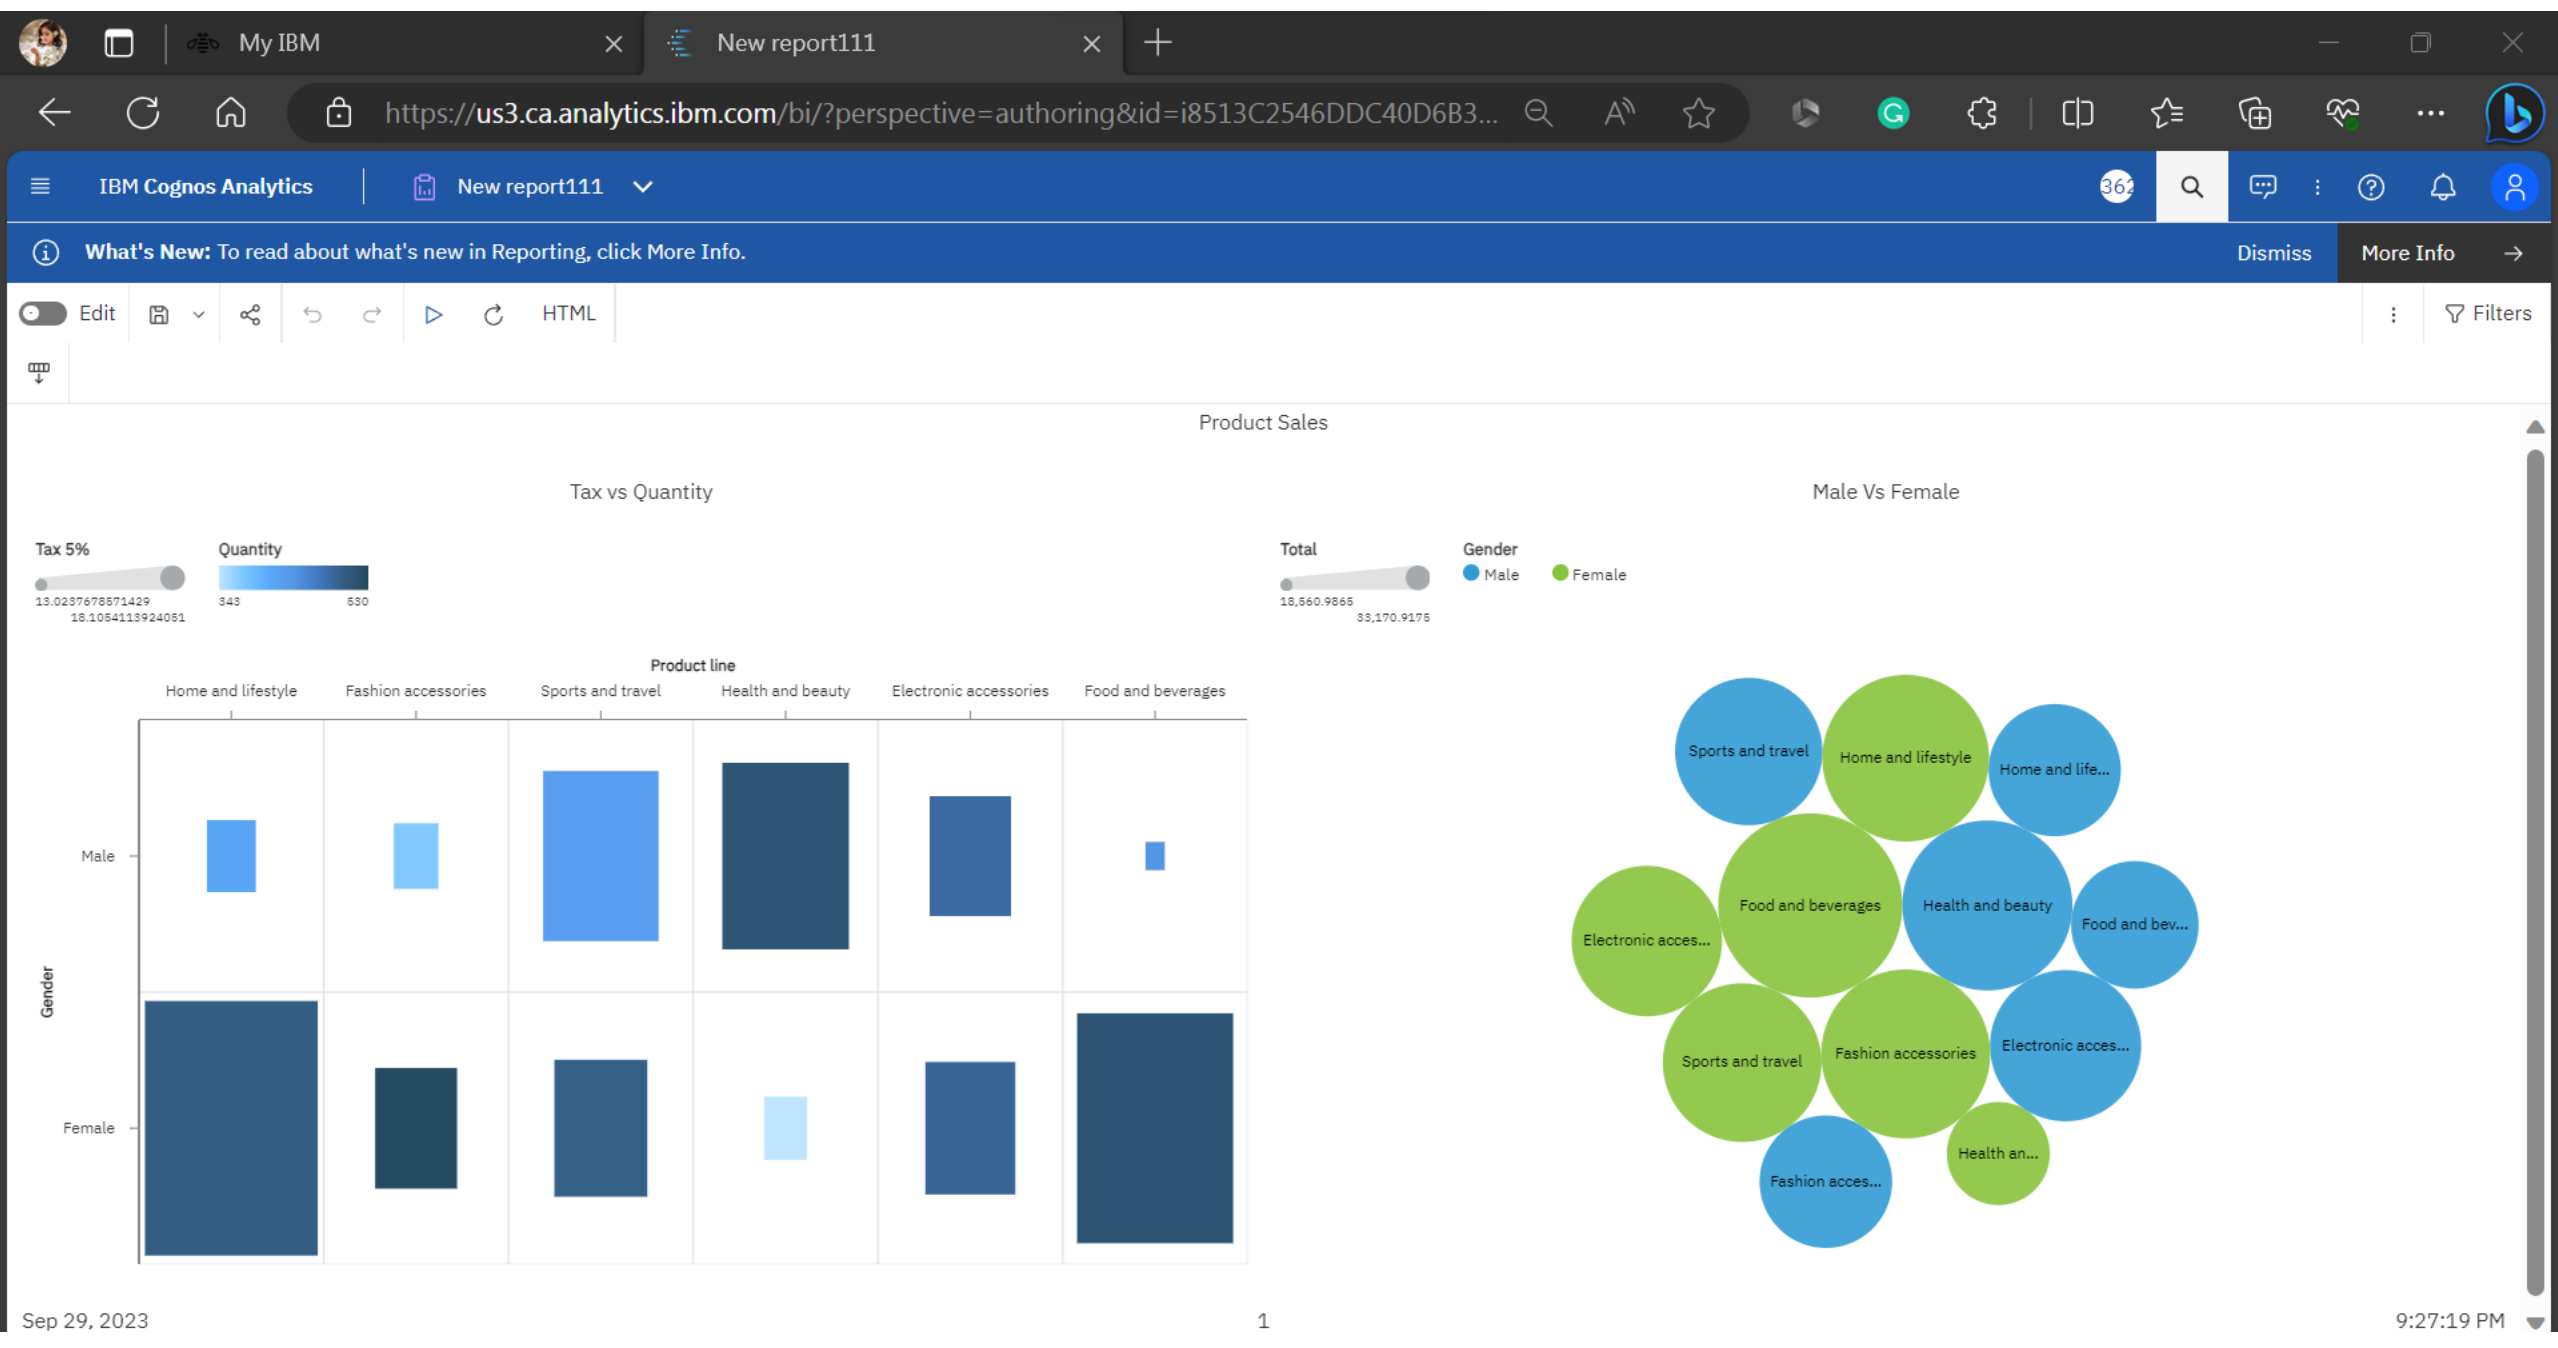 My IBM
New report111
https://us3.ca.analytics.ibm.com/bi/?perspective=authoring&id=i8513C2546DDC40D6B3...
IBM Cognos Analytics
New report111
362
What's New: To read about what's new in Reporting, click More Info.
Dismiss
More Info
Edit
HTML
Filters
Product Sales
Tax vs Quantity
Tax 5%
13.0237678571429
18.1054113924051
Quantity
343 530
Product line
Home and lifestyle
Fashion accessories
Sports and travel
Health and beauty
Electronic accessories
Food and beverages
Gender
Male
Female
Male Vs Female
Total
18,560.9865
33,170.9175
Gender
Male
Female
Sports and travel
Home and lifestyle
Home and life...
Food and beverages
Health and beauty
Food and bev...
Electronic acces...
Sports and travel
Fashion accessories
Electronic acces...
Health an...
Fashion acces...
Sep 29, 2023
1
9:27:19 PM